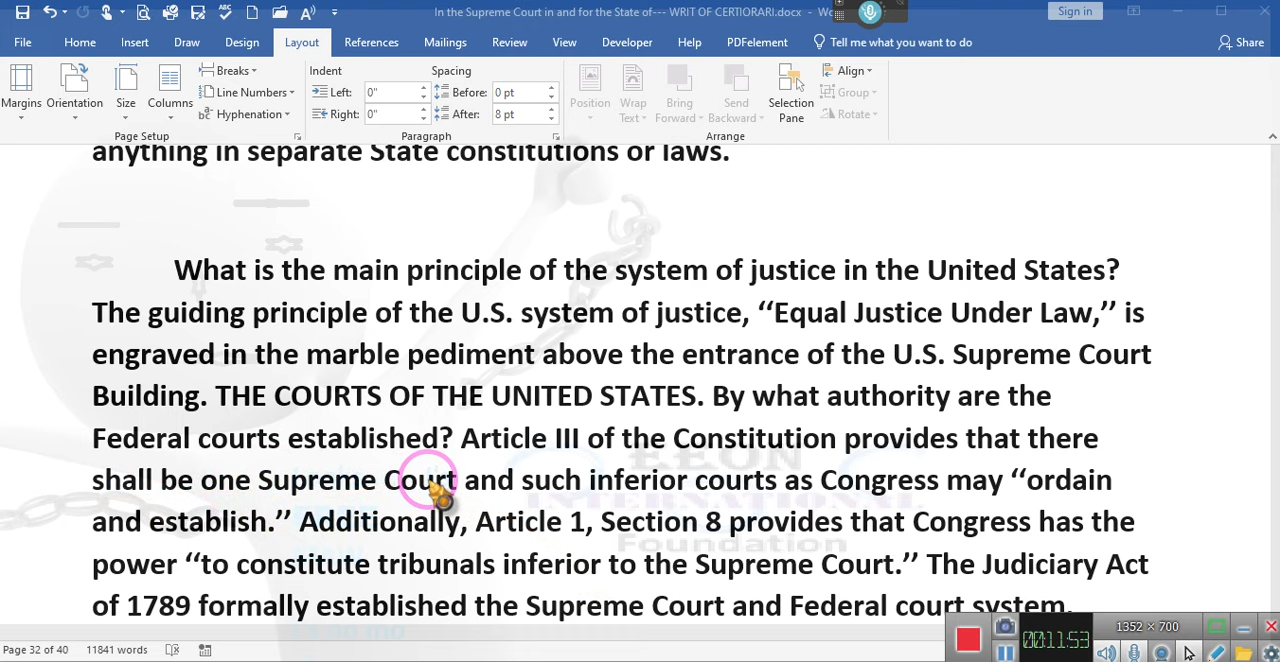 In the Supreme Court in and for the State of--- WRIT OF CERTIORARI.docx - Wo
Sign in
File Home Insert Draw Design Layout References Mailings Review View Developer Help PDFelement Tell me what you want to do Share
Margins Orientation Size Columns
Breaks
Line Numbers
Hyphenation
Page Setup
Indent Spacing
Left: 0" Before: 0 pt
Right: 0" After: 8 pt
Paragraph
Position Wrap Text Bring Forward Send Backward Selection Pane
Align
Group
Rotate
Arrange
anything in separate State constitutions or laws.
What is the main principle of the system of justice in the United States?
The guiding principle of the U.S. system of justice, ‘‘Equal Justice Under Law,’’ is
engraved in the marble pediment above the entrance of the U.S. Supreme Court
Building. THE COURTS OF THE UNITED STATES. By what authority are the
Federal courts established? Article III of the Constitution provides that there
shall be one Supreme Court and such inferior courts as Congress may ‘‘ordain
and establish.’’ Additionally, Article 1, Section 8 provides that Congress has the
power ‘‘to constitute tribunals inferior to the Supreme Court.’’ The Judiciary Act
of 1789 formally established the Supreme Court and Federal court system.
EEON
INTERNATIONAL
Foundation
Page 32 of 40 11841 words
1352 × 700
00:11:53